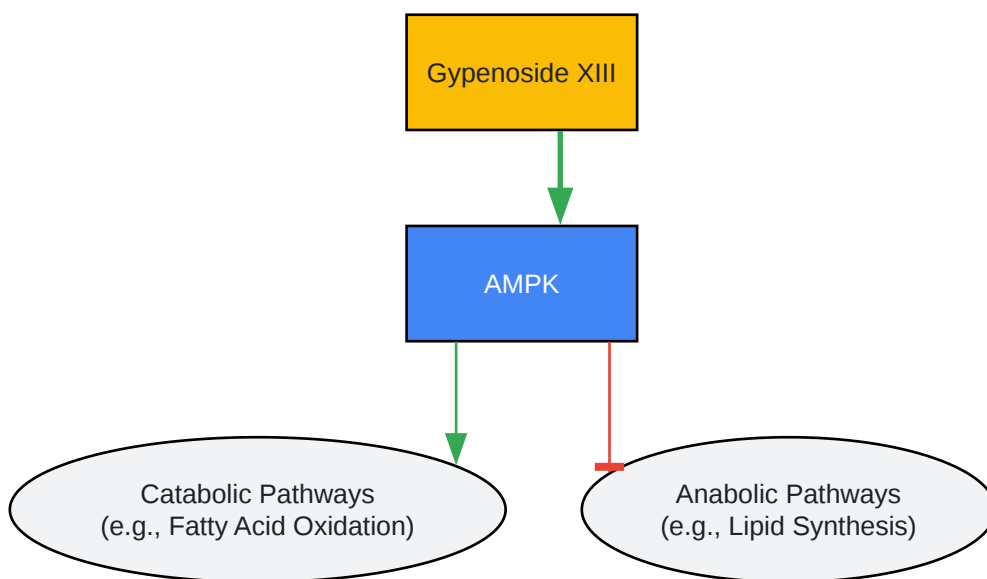 Gypenoside XIII
AMPK
Catabolic Pathways
(e.g., Fatty Acid Oxidation)
Anabolic Pathways
(e.g., Lipid Synthesis)